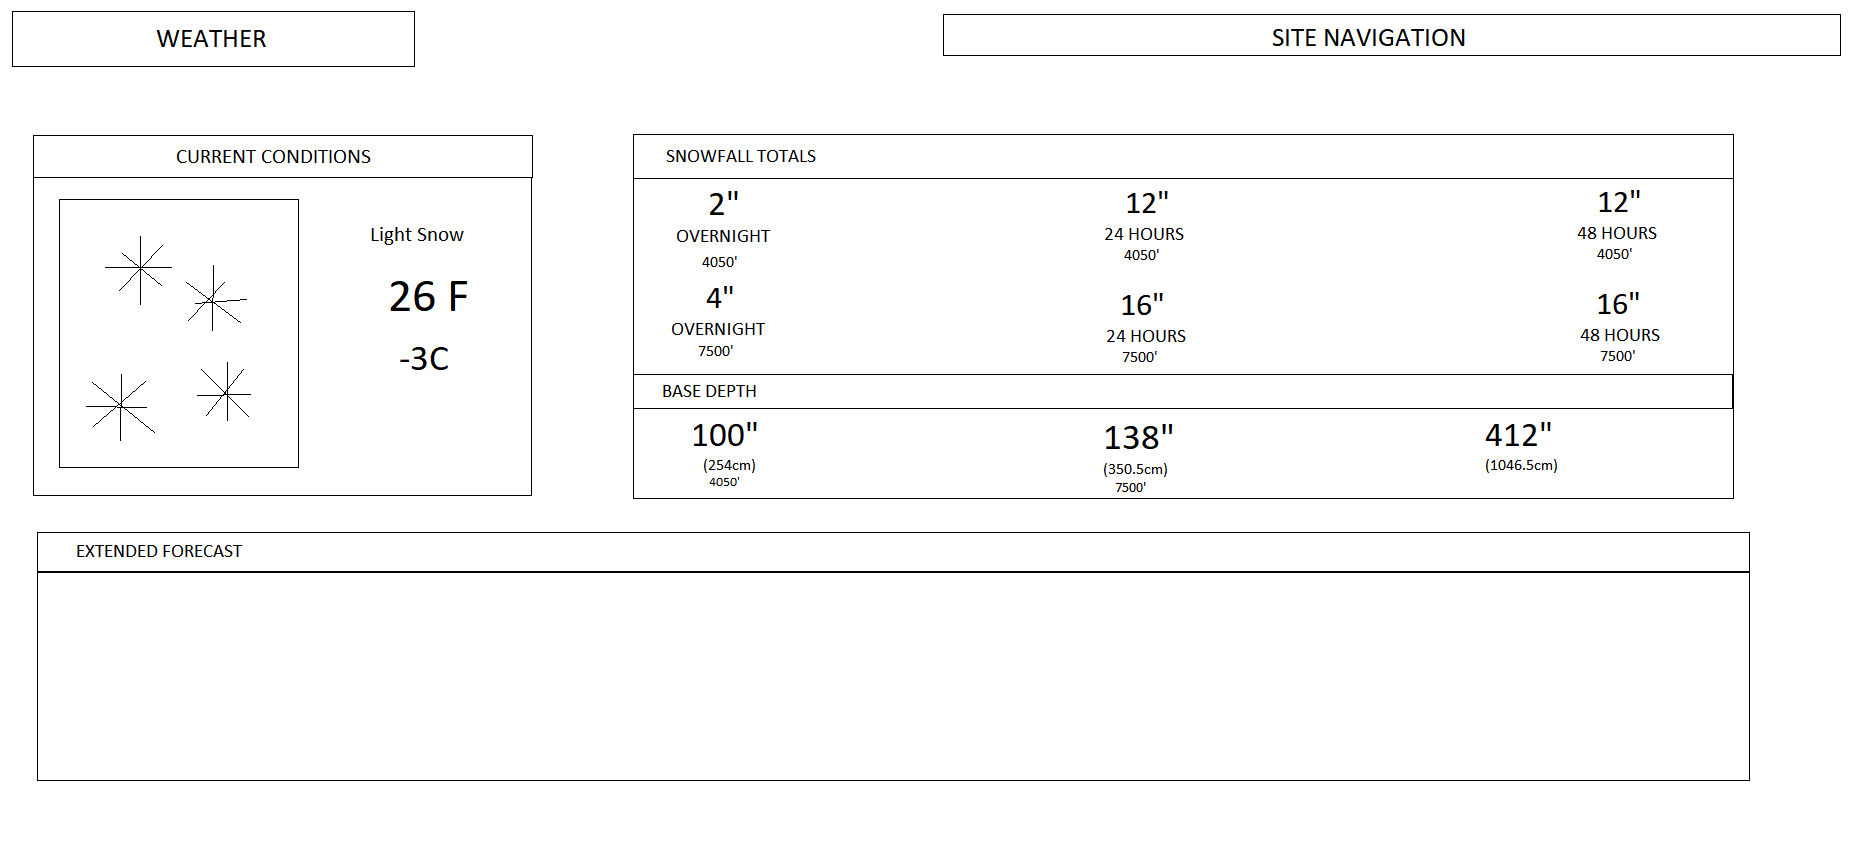 WEATHER
SITE NAVIGATION
CURRENT CONDITIONS
Light Snow
26 F
-3C
SNOWFALL TOTALS
2"
OVERNIGHT
4050'
12"
24 HOURS
4050'
12"
48 HOURS
4050'
4"
OVERNIGHT
7500'
16"
24 HOURS
7500'
16"
48 HOURS
7500'
BASE DEPTH
100"
(254cm)
4050'
138"
(350.5cm)
7500'
412"
(1046.5cm)
EXTENDED FORECAST